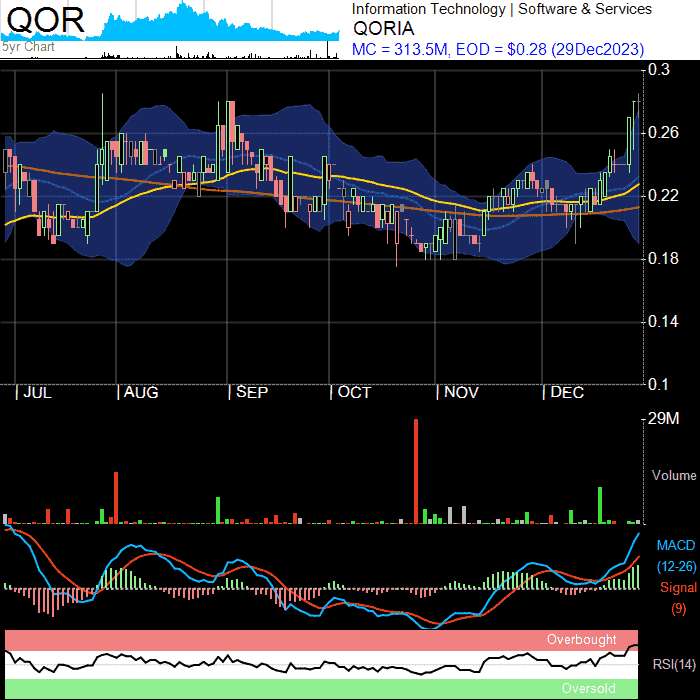 QOR
5yr Chart
Information Technology | Software & Services
QORIA
MC = 313.5M, EOD = $0.28 (29Dec2023)
0.3
0.26
0.22
0.18
0.14
0.1
JUL AUG SEP OCT NOV DEC
29M
Volume
MACD
(12-26)
Signal
(9)
Overbought
RSI(14)
Oversold